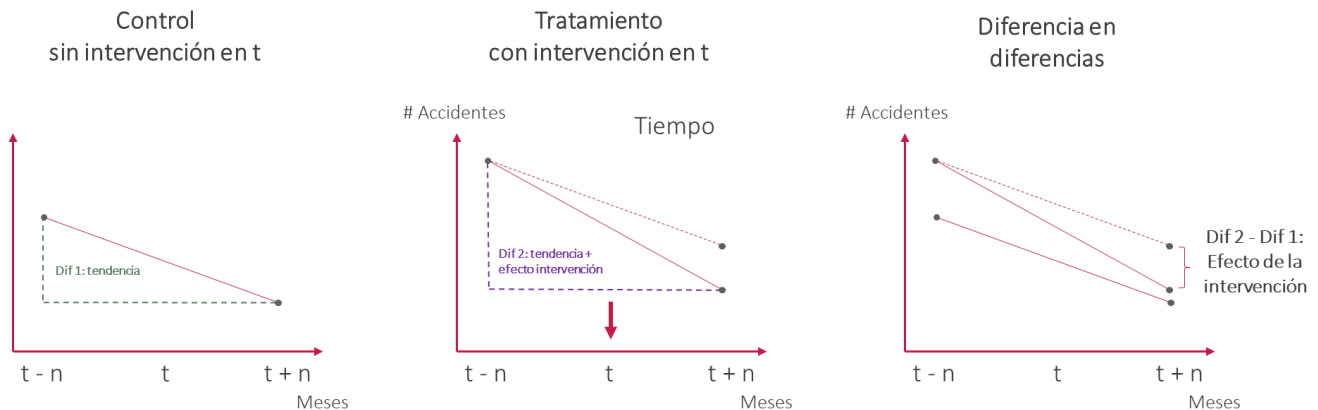 Control
sin intervención en t
Dif 1: tendencia
t - n
t
t + n
Meses
Tratamiento
con intervención en t
# Accidentes
Tiempo
Dif 2: tendencia +
efecto intervención
t - n
t
t + n
Meses
Diferencia en
diferencias
# Accidentes
Dif 2 - Dif 1:
Efecto de la
intervención
t - n
t
t + n
Meses